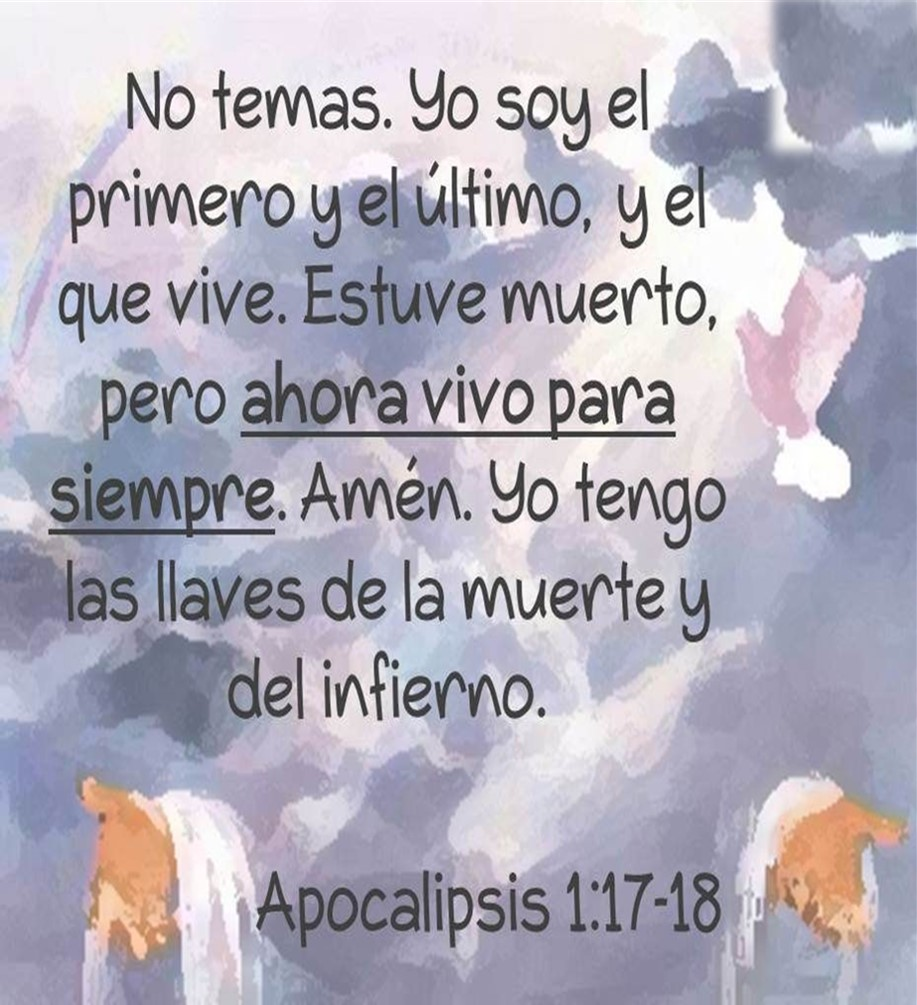 No temas. Yo soy el
primero y el último, y el
que vive. Estuve muerto,
pero ahora vivo para
siempre. Amén. Yo tengo
las llaves de la muerte y
del infierno.
Apocalipsis 1:17-18